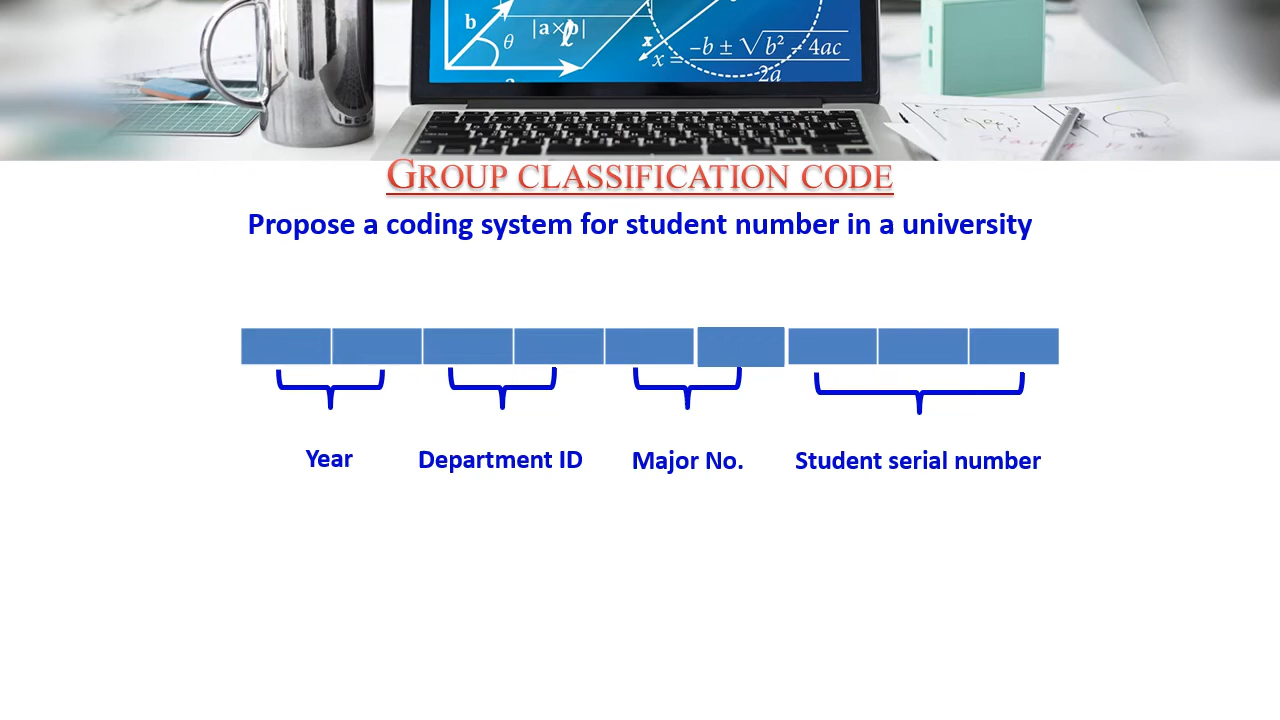 b
θ
|a×b|
ℓ
x
x = –b ± √b² – 4ac
2a
GROUP CLASSIFICATION CODE
Propose a coding system for student number in a university
Year Department ID Major No. Student serial number